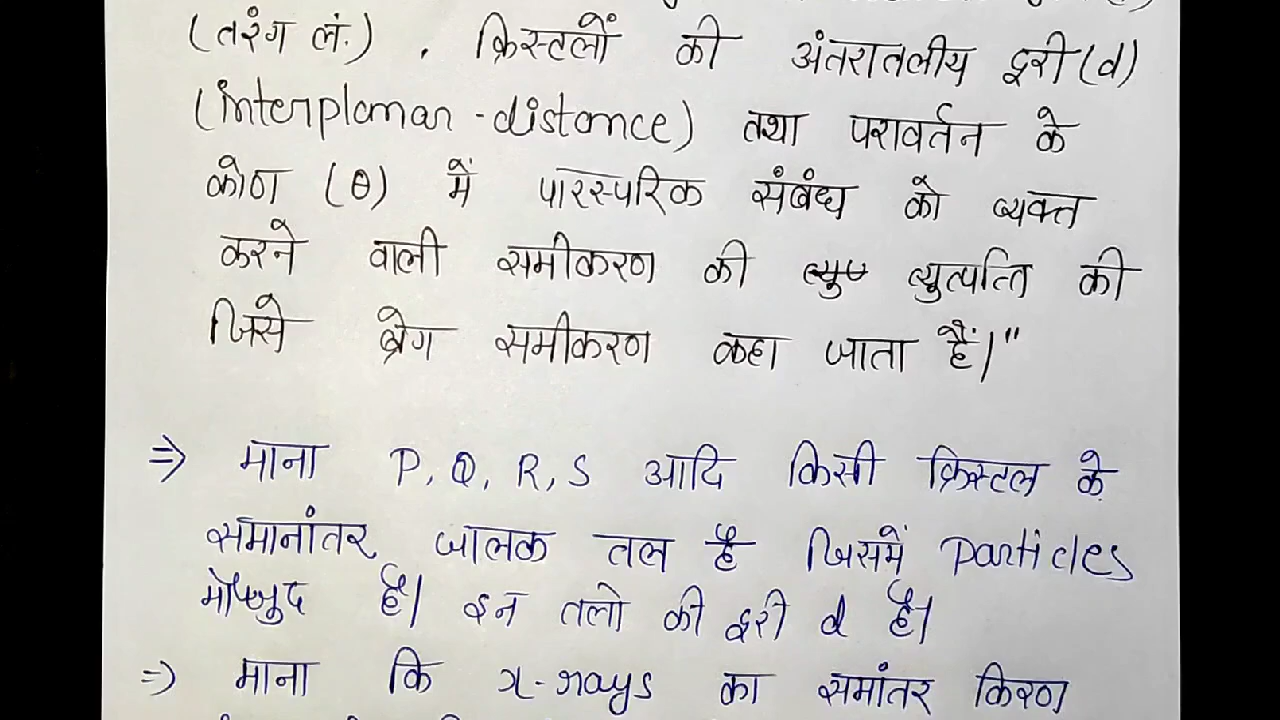 (तरंग लं.) , क्रिस्टलों की अंतरातलीय दूरी (d)
(interplanar-distance) तथा परावर्तन के
कोण (θ) में पारस्परिक संबंध को व्यक्त
करने वाली समीकरण की व्युत्पत्ति की
जिसे ब्रेग समीकरण कहा जाता हैं।"
⇒ माना P, Q, R, S आदि किसी क्रिस्टल के
समानांतर जालक तल है जिसमें Particles
मौजुद है। इन तलो की दूरी d है।
⇒ माना कि x-rays का समांतर किरण